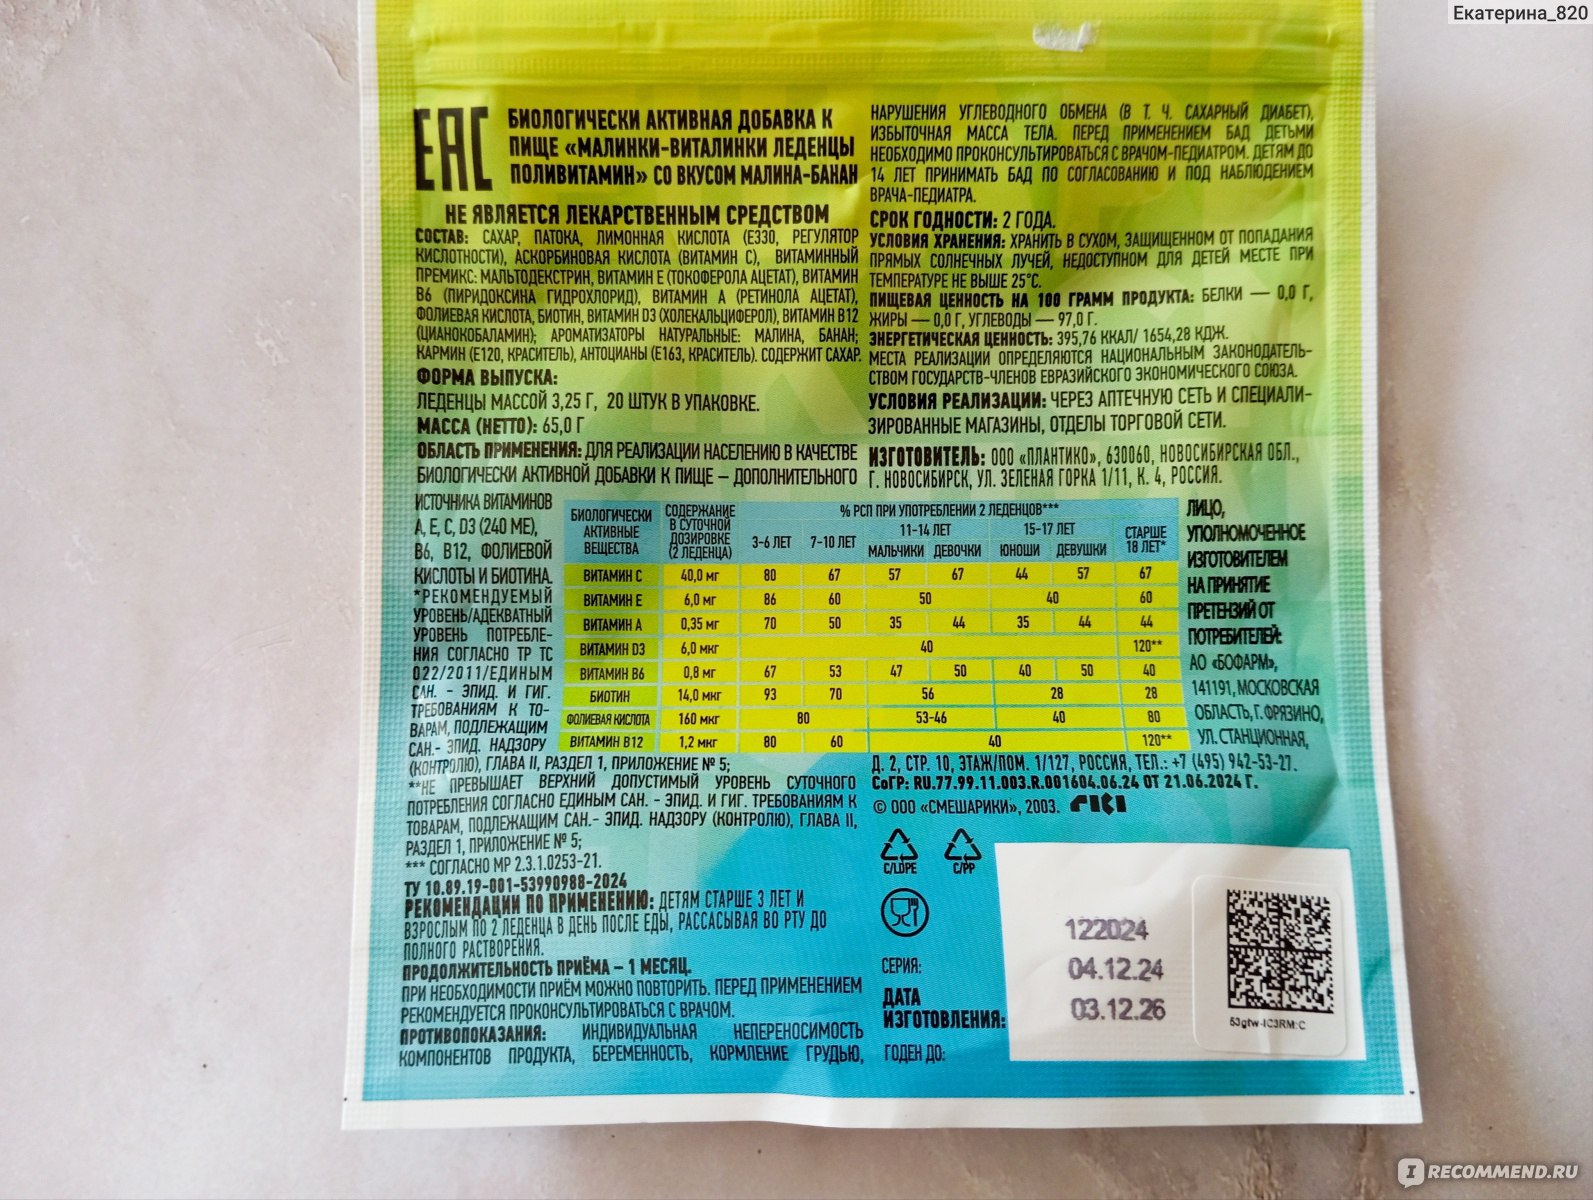 Екатерина_820
EAC
БИОЛОГИЧЕСКИ АКТИВНАЯ ДОБАВКА К
ПИЩЕ «МАЛИНКИ-ВИТАЛИНКИ ЛЕДЕНЦЫ
ПОЛИВИТАМИН» СО ВКУСОМ МАЛИНА-БАНАН
НЕ ЯВЛЯЕТСЯ ЛЕКАРСТВЕННЫМ СРЕДСТВОМ
СОСТАВ: САХАР, ПАТОКА, ЛИМОННАЯ КИСЛОТА (Е330, РЕГУЛЯТОР
КИСЛОТНОСТИ), АСКОРБИНОВАЯ КИСЛОТА (ВИТАМИН С), ВИТАМИННЫЙ
ПРЕМИКС: МАЛЬТОДЕКСТРИН, ВИТАМИН Е (ТОКОФЕРОЛА АЦЕТАТ), ВИТАМИН
В6 (ПИРИДОКСИНА ГИДРОХЛОРИД), ВИТАМИН А (РЕТИНОЛА АЦЕТАТ),
ФОЛИЕВАЯ КИСЛОТА, БИОТИН, ВИТАМИН D3 (ХОЛЕКАЛЬЦИФЕРОЛ), ВИТАМИН В12
(ЦИАНОКОБАЛАМИН); АРОМАТИЗАТОРЫ НАТУРАЛЬНЫЕ: МАЛИНА, БАНАН;
КАРМИН (Е120, КРАСИТЕЛЬ), АНТОЦИАНЫ (Е163, КРАСИТЕЛЬ). СОДЕРЖИТ САХАР.
ФОРМА ВЫПУСКА:
ЛЕДЕНЦЫ МАССОЙ 3,25 Г, 20 ШТУК В УПАКОВКЕ.
МАССА (НЕТТО): 65,0 Г
ОБЛАСТЬ ПРИМЕНЕНИЯ: ДЛЯ РЕАЛИЗАЦИИ НАСЕЛЕНИЮ В КАЧЕСТВЕ
БИОЛОГИЧЕСКИ АКТИВНОЙ ДОБАВКИ К ПИЩЕ – ДОПОЛНИТЕЛЬНОГО
ИСТОЧНИКА ВИТАМИНОВ
А, Е, С, D3 (240 МЕ),
В6, В12, ФОЛИЕВОЙ
КИСЛОТЫ И БИОТИНА.
*РЕКОМЕНДУЕМЫЙ
УРОВЕНЬ/АДЕКВАТНЫЙ
УРОВЕНЬ ПОТРЕБЛЕ-
НИЯ СОГЛАСНО ТР ТС
022/2011/ЕДИНЫМ
САН. - ЭПИД. И ГИГ.
ТРЕБОВАНИЯМ К ТО-
ВАРАМ, ПОДЛЕЖАЩИМ
САН.- ЭПИД. НАДЗОРУ
(КОНТРОЛЮ), ГЛАВА II, РАЗДЕЛ 1, ПРИЛОЖЕНИЕ № 5;
**НЕ ПРЕВЫШАЕТ ВЕРХНИЙ ДОПУСТИМЫЙ УРОВЕНЬ СУТОЧНОГО
ПОТРЕБЛЕНИЯ СОГЛАСНО ЕДИНЫМ САН. - ЭПИД. И ГИГ. ТРЕБОВАНИЯМ К
ТОВАРАМ, ПОДЛЕЖАЩИМ САН.- ЭПИД. НАДЗОРУ (КОНТРОЛЮ), ГЛАВА II,
РАЗДЕЛ 1, ПРИЛОЖЕНИЕ № 5;
*** СОГЛАСНО МР 2.3.1.0253-21.
ТУ 10.89.19-001-53990988-2024
РЕКОМЕНДАЦИИ ПО ПРИМЕНЕНИЮ: ДЕТЯМ СТАРШЕ 3 ЛЕТ И
ВЗРОСЛЫМ ПО 2 ЛЕДЕНЦА В ДЕНЬ ПОСЛЕ ЕДЫ, РАССАСЫВАЯ ВО РТУ ДО
ПОЛНОГО РАСТВОРЕНИЯ.
ПРОДОЛЖИТЕЛЬНОСТЬ ПРИЁМА – 1 МЕСЯЦ.
ПРИ НЕОБХОДИМОСТИ ПРИЁМ МОЖНО ПОВТОРИТЬ. ПЕРЕД ПРИМЕНЕНИЕМ
РЕКОМЕНДУЕТСЯ ПРОКОНСУЛЬТИРОВАТЬСЯ С ВРАЧОМ.
ПРОТИВОПОКАЗАНИЯ: ИНДИВИДУАЛЬНАЯ НЕПЕРЕНОСИМОСТЬ
КОМПОНЕНТОВ ПРОДУКТА, БЕРЕМЕННОСТЬ, КОРМЛЕНИЕ ГРУДЬЮ,
НАРУШЕНИЯ УГЛЕВОДНОГО ОБМЕНА (В Т. Ч. САХАРНЫЙ ДИАБЕТ),
ИЗБЫТОЧНАЯ МАССА ТЕЛА. ПЕРЕД ПРИМЕНЕНИЕМ БАД ДЕТЬМИ
НЕОБХОДИМО ПРОКОНСУЛЬТИРОВАТЬСЯ С ВРАЧОМ-ПЕДИАТРОМ. ДЕТЯМ ДО
14 ЛЕТ ПРИНИМАТЬ БАД ПО СОГЛАСОВАНИЮ И ПОД НАБЛЮДЕНИЕМ
ВРАЧА-ПЕДИАТРА.
СРОК ГОДНОСТИ: 2 ГОДА.
УСЛОВИЯ ХРАНЕНИЯ: ХРАНИТЬ В СУХОМ, ЗАЩИЩЕННОМ ОТ ПОПАДАНИЯ
ПРЯМЫХ СОЛНЕЧНЫХ ЛУЧЕЙ, НЕДОСТУПНОМ ДЛЯ ДЕТЕЙ МЕСТЕ ПРИ
ТЕМПЕРАТУРЕ НЕ ВЫШЕ 25°С.
ПИЩЕВАЯ ЦЕННОСТЬ НА 100 ГРАММ ПРОДУКТА: БЕЛКИ — 0,0 Г,
ЖИРЫ — 0,0 Г, УГЛЕВОДЫ — 97,0 Г.
ЭНЕРГЕТИЧЕСКАЯ ЦЕННОСТЬ: 395,76 ККАЛ/ 1654,28 КДЖ.
МЕСТА РЕАЛИЗАЦИИ ОПРЕДЕЛЯЮТСЯ НАЦИОНАЛЬНЫМ ЗАКОНОДАТЕЛЬ-
СТВОМ ГОСУДАРСТВ-ЧЛЕНОВ ЕВРАЗИЙСКОГО ЭКОНОМИЧЕСКОГО СОЮЗА.
УСЛОВИЯ РЕАЛИЗАЦИИ: ЧЕРЕЗ АПТЕЧНУЮ СЕТЬ И СПЕЦИАЛИ-
ЗИРОВАННЫЕ МАГАЗИНЫ, ОТДЕЛЫ ТОРГОВОЙ СЕТИ.
ИЗГОТОВИТЕЛЬ: ООО «ПЛАНТИКО», 630060, НОВОСИБИРСКАЯ ОБЛ.,
Г. НОВОСИБИРСК, УЛ. ЗЕЛЕНАЯ ГОРКА 1/11, К. 4, РОССИЯ.
БИОЛОГИЧЕСКИ АКТИВНЫЕ ВЕЩЕСТВА СОДЕРЖАНИЕ В СУТОЧНОЙ ДОЗИРОВКЕ (2 ЛЕДЕНЦА) % РСП ПРИ УПОТРЕБЛЕНИИ 2 ЛЕДЕНЦОВ***
3-6 ЛЕТ 7-10 ЛЕТ 11-14 ЛЕТ 15-17 ЛЕТ СТАРШЕ 18 ЛЕТ*
МАЛЬЧИКИ ДЕВОЧКИ ЮНОШИ ДЕВУШКИ
ВИТАМИН С 40,0 мг 80 67 57 67 44 57 67
ВИТАМИН Е 6,0 мг 86 60 50 40 60
ВИТАМИН А 0,35 мг 70 50 35 44 35 44 44
ВИТАМИН D3 6,0 мкг 40 120**
ВИТАМИН В6 0,8 мг 67 53 47 50 40 50 40
БИОТИН 14,0 мкг 93 70 56 28 28
ФОЛИЕВАЯ КИСЛОТА 160 мкг 80 53-46 40 80
ВИТАМИН В12 1,2 мкг 80 60 40 120**
ЛИЦО,
УПОЛНОМОЧЕННОЕ
ИЗГОТОВИТЕЛЕМ
НА ПРИНЯТИЕ
ПРЕТЕНЗИЙ ОТ
ПОТРЕБИТЕЛЕЙ:
АО «БОФАРМ»,
141191, МОСКОВСКАЯ
ОБЛАСТЬ, Г. ФРЯЗИНО,
УЛ. СТАНЦИОННАЯ,
Д. 2, СТР. 10, ЭТАЖ/ПОМ. 1/127, РОССИЯ, ТЕЛ.: +7 (495) 942-53-27.
СоГР: RU.77.99.11.003.R.001604.06.24 ОТ 21.06.2024 Г.
© ООО «СМЕШАРИКИ», 2003. РИКИ
C/LDPE C/PP
СЕРИЯ: 122024
ДАТА ИЗГОТОВЛЕНИЯ: 04.12.24
ГОДЕН ДО: 03.12.26
53gfw-IC3RM:C
I RECOMMEND.RU